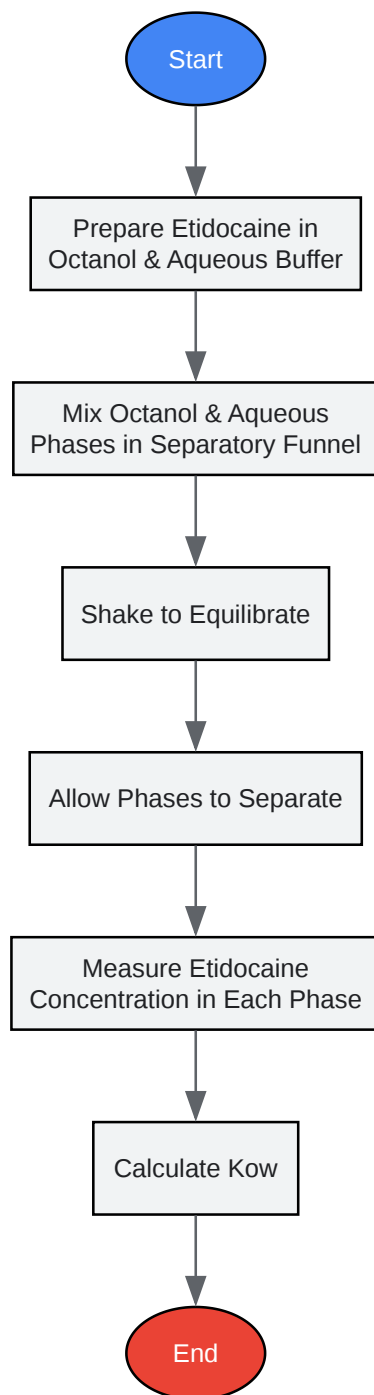 Start
Prepare Etidocaine in
Octanol & Aqueous Buffer
Mix Octanol & Aqueous
Phases in Separatory Funnel
Shake to Equilibrate
Allow Phases to Separate
Measure Etidocaine
Concentration in Each Phase
Calculate Kow
End